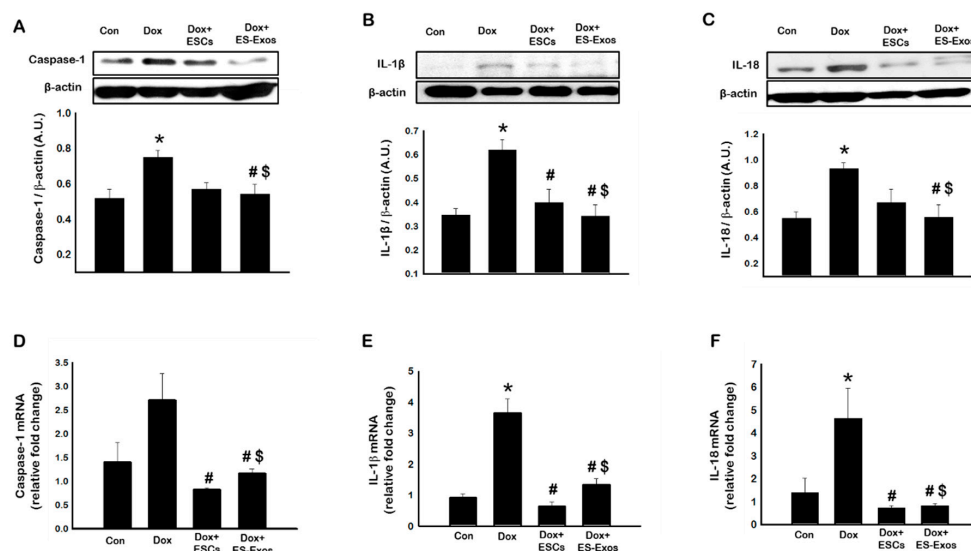 A
Con Dox Dox+ ESCs Dox+ ES-Exos
Caspase-1
β-actin
Caspase-1 / β-actin (A.U.)
1.0
0.8
0.6
0.4
0.2
*
# $
B
Con Dox Dox+ ESCs Dox+ ES-Exos
IL-1β
β-actin
IL-1β / β-actin (A.U.)
0.7
0.6
0.5
0.4
0.3
0.2
0.1
*
#
# $
C
Con Dox Dox+ ESCs Dox+ ES-Exos
IL-18
β-actin
IL-18 / β-actin (A.U.)
1.2
1.0
0.8
0.6
0.4
0.2
*
# $
D
Caspase-1 mRNA
(relative fold change)
3.5
3.0
2.5
2.0
1.5
1.0
0.5
0.0
#
# $
Con Dox Dox+ ESCs Dox+ ES-Exos
E
IL-1β mRNA
(relative fold change)
5
4
3
2
1
0
*
#
# $
Con Dox Dox+ ESCs Dox+ ES-Exos
F
IL-18 mRNA
(relative fold change)
7
6
5
4
3
2
1
0
*
#
# $
Con Dox Dox+ ESCs Dox+ ES-Exos